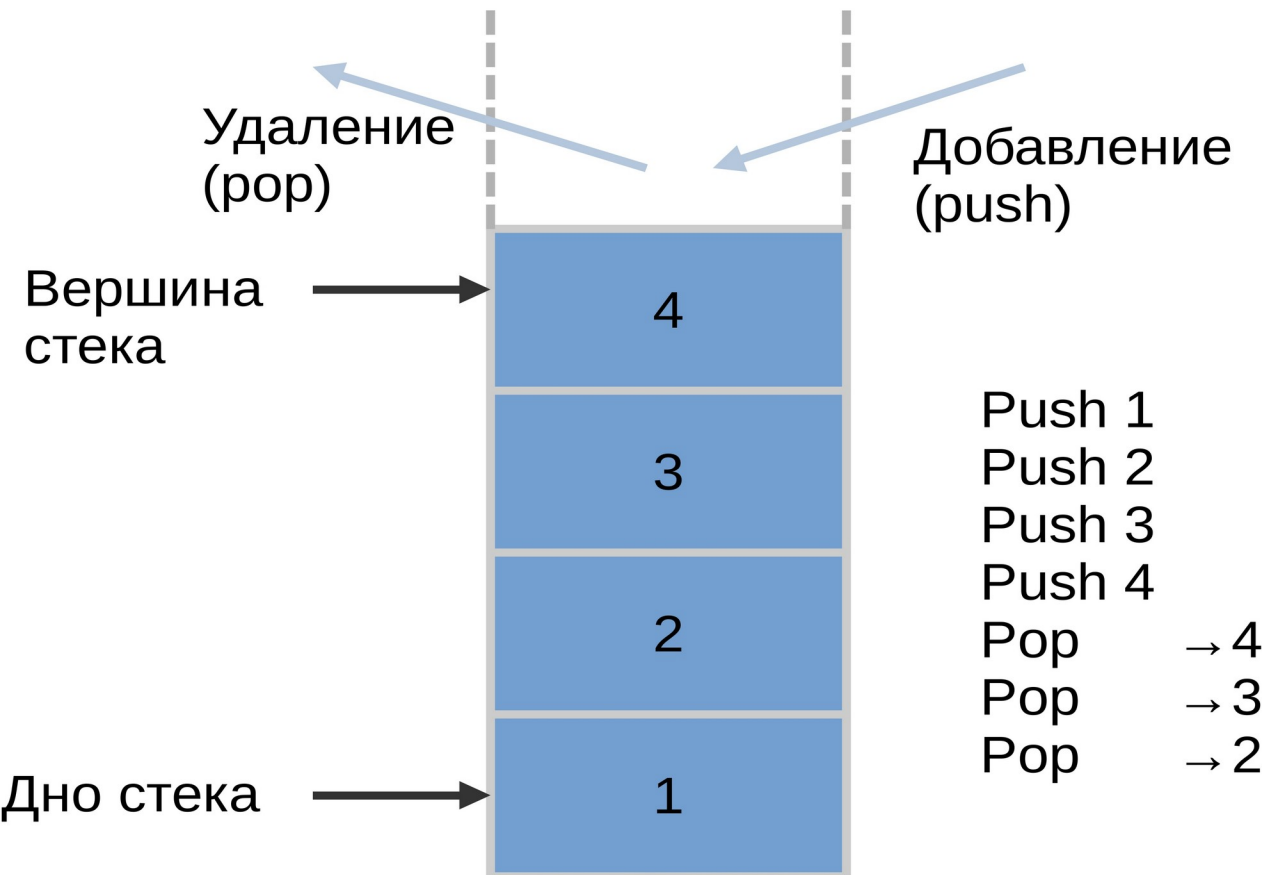 Удаление
(pop)
Добавление
(push)
Вершина
стека
4
3
2
1
Дно стека
Push 1
Push 2
Push 3
Push 4
Pop →4
Pop →3
Pop →2